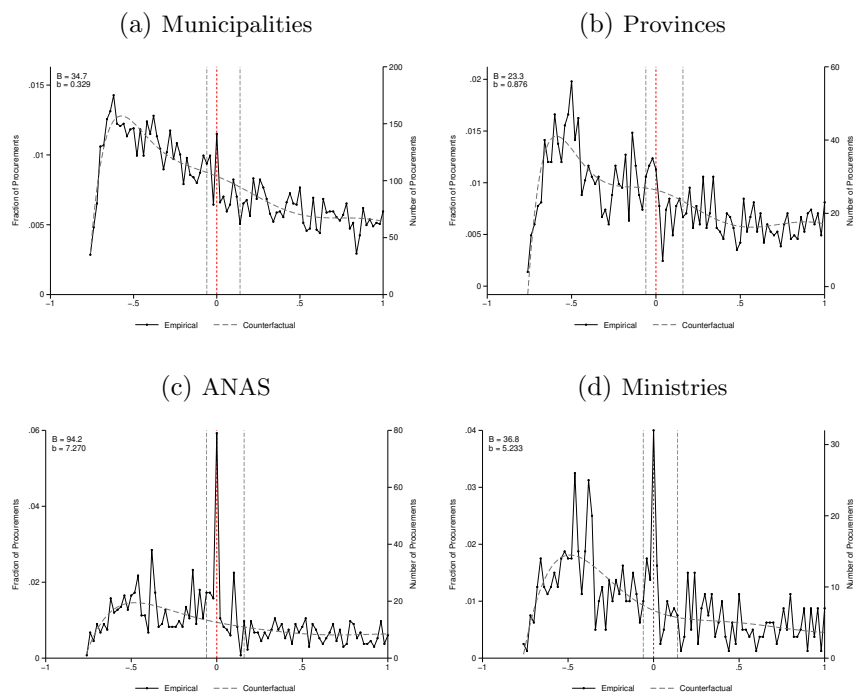 (a) Municipalities
B = 34.7
b = 0.329
.015
.01
.005
0
Fraction of Procurements
200
150
100
50
0
Number of Procurements
-1
-.5
0
.5
1
Empirical
Counterfactual
(b) Provinces
B = 23.3
b = 0.876
.02
.015
.01
.005
0
Fraction of Procurements
60
40
20
0
Number of Procurements
-1
-.5
0
.5
1
Empirical
Counterfactual
(c) ANAS
B = 94.2
b = 7.270
.06
.04
.02
0
Fraction of Procurements
80
60
40
20
0
Number of Procurements
-1
-.5
0
.5
1
Empirical
Counterfactual
(d) Ministries
B = 36.8
b = 5.233
.04
.03
.02
.01
0
Fraction of Procurements
30
20
10
0
Number of Procurements
-1
-.5
0
.5
1
Empirical
Counterfactual